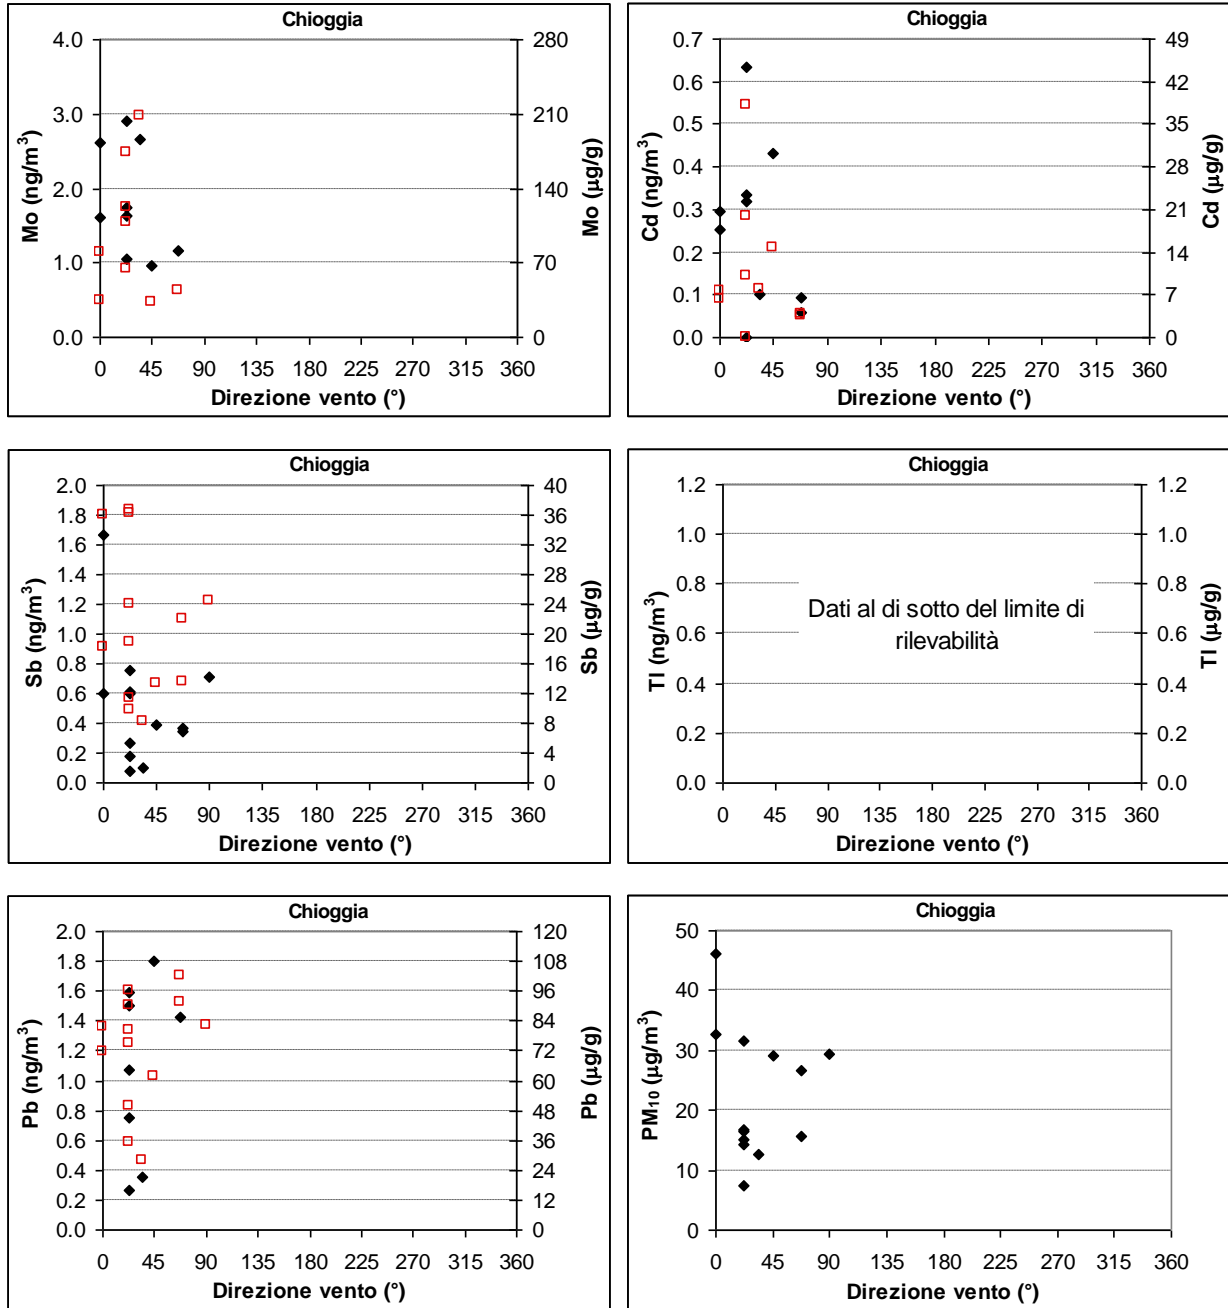 Chioggia
4.0 280
3.0 210
2.0 140
1.0 70
0.0 0
Mo (ng/m³)
Mo (µg/g)
0 45 90 135 180 225 270 315 360
Direzione vento (°)
Chioggia
0.7 49
0.6 42
0.5 35
0.4 28
0.3 21
0.2 14
0.1 7
0.0 0
Cd (ng/m³)
Cd (µg/g)
0 45 90 135 180 225 270 315 360
Direzione vento (°)
Chioggia
2.0 40
1.8 36
1.6 32
1.4 28
1.2 24
1.0 20
0.8 16
0.6 12
0.4 8
0.2 4
0.0 0
Sb (ng/m³)
Sb (µg/g)
0 45 90 135 180 225 270 315 360
Direzione vento (°)
Chioggia
1.2 1.2
1.0 1.0
0.8 0.8
0.6 0.6
0.4 0.4
0.2 0.2
0.0 0.0
Tl (ng/m³)
Tl (µg/g)
Dati al di sotto del limite di
rilevabilità
0 45 90 135 180 225 270 315 360
Direzione vento (°)
Chioggia
2.0 120
1.8 108
1.6 96
1.4 84
1.2 72
1.0 60
0.8 48
0.6 36
0.4 24
0.2 12
0.0 0
Pb (ng/m³)
Pb (µg/g)
0 45 90 135 180 225 270 315 360
Direzione vento (°)
Chioggia
50
40
30
20
10
0
PM₁₀ (µg/m³)
0 45 90 135 180 225 270 315 360
Direzione vento (°)